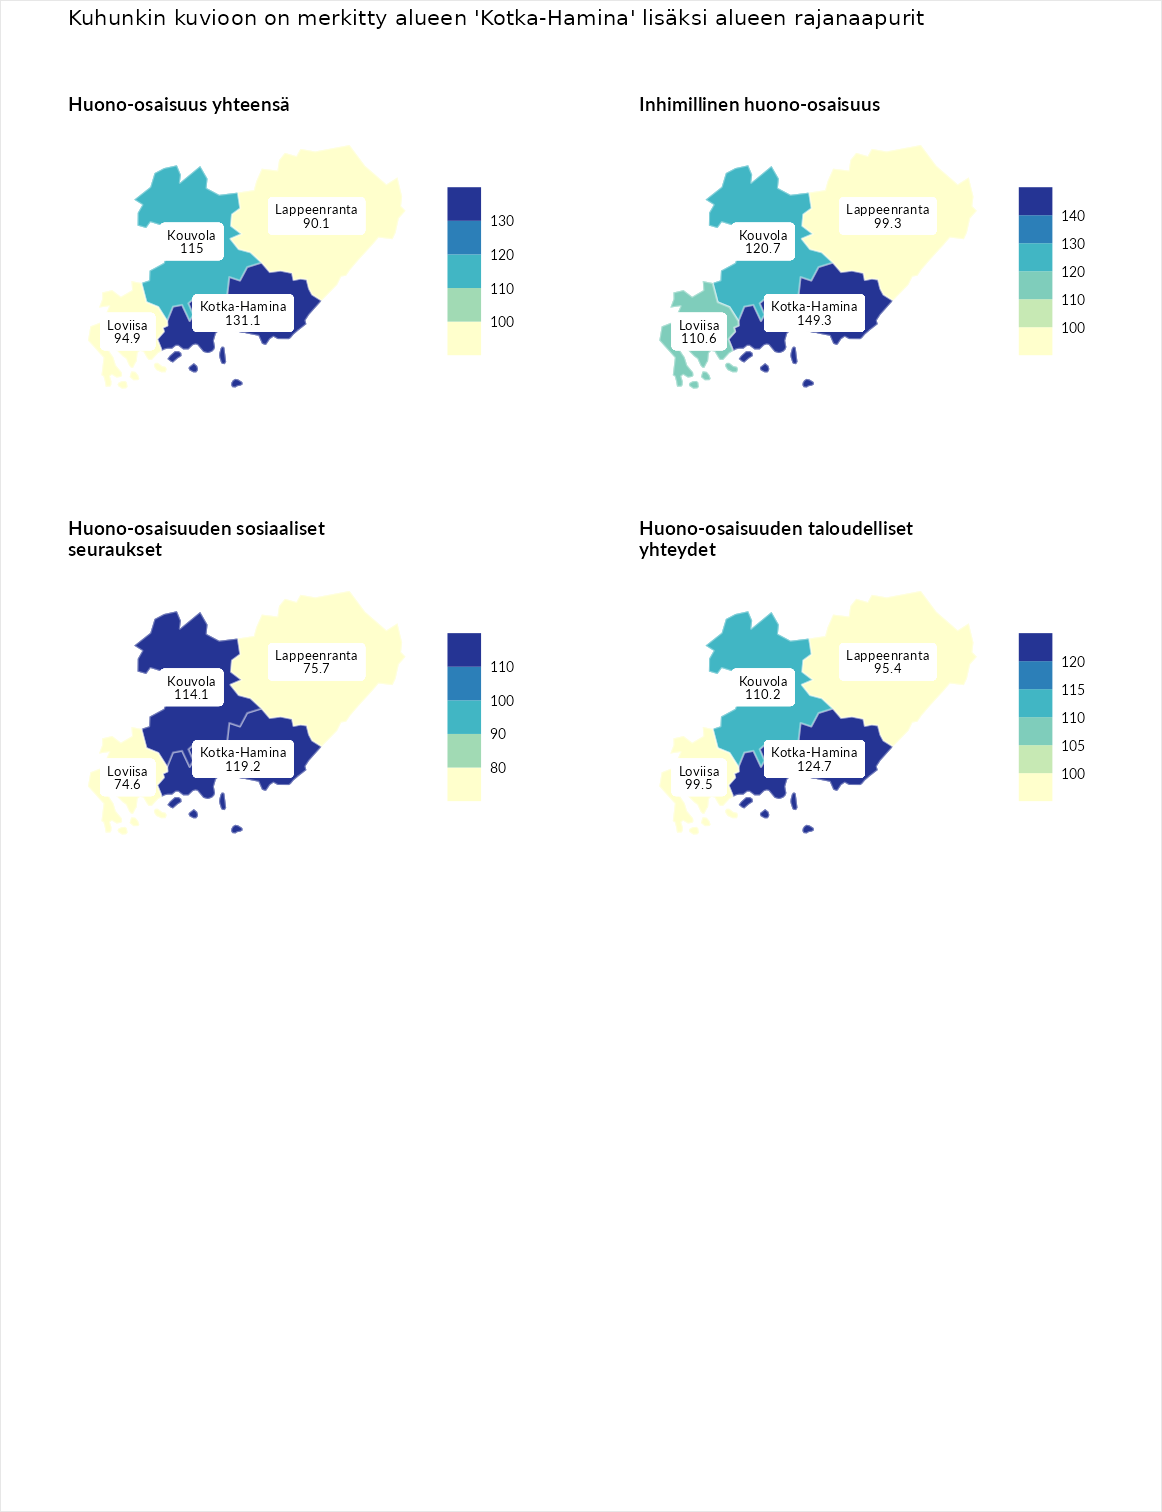 Kuhunkin kuvioon on merkitty alueen 'Kotka-Hamina' lisäksi alueen rajanaapurit
Huono-osaisuus yhteensä
Lappeenranta
90.1
Kouvola
115
Kotka-Hamina
131.1
Loviisa
94.9
130
120
110
100
Inhimillinen huono-osaisuus
Lappeenranta
99.3
Kouvola
120.7
Kotka-Hamina
149.3
Loviisa
110.6
140
130
120
110
100
Huono-osaisuuden sosiaaliset
seuraukset
Lappeenranta
75.7
Kouvola
114.1
Kotka-Hamina
119.2
Loviisa
74.6
110
100
90
80
Huono-osaisuuden taloudelliset
yhteydet
Lappeenranta
95.4
Kouvola
110.2
Kotka-Hamina
124.7
Loviisa
99.5
120
115
110
105
100